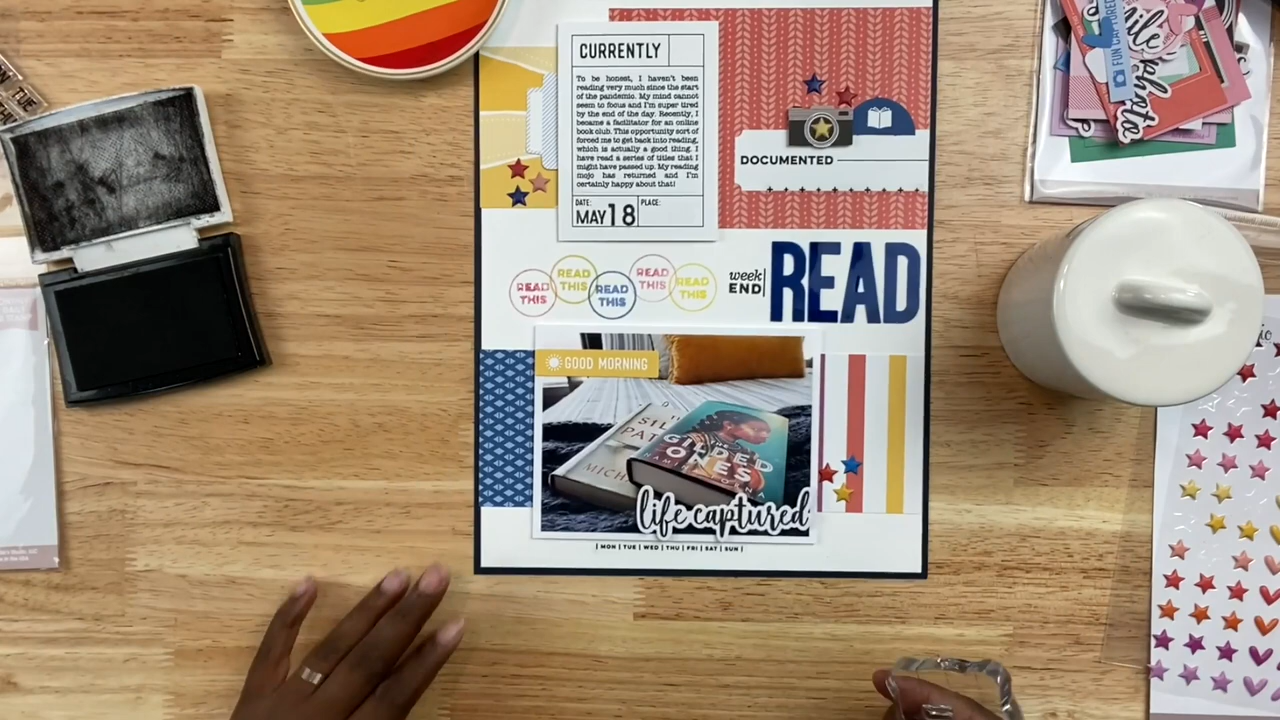 TUE
CURRENTLY
To be honest, I haven't been
reading very much since the start
of the pandemic. My mind cannot
seem to focus and I'm super tired
by the end of the day. Recently, I
became a facilitator for an online
book club. This opportunity sort of
forced me to get back into reading,
which is actually a good thing. I
have read a series of titles that I
might have passed up. My reading
mojo has returned and I'm
certainly happy about that!
DATE: PLACE:
MAY 18
DOCUMENTED
FUN CAPTURED
photo
READ THIS
READ THIS
READ THIS
READ THIS
READ THIS
week
END
READ
GOOD MORNING
THE
GILDED
ONES
life captured
| MON | TUE | WED | THU | FRI | SAT | SUN |